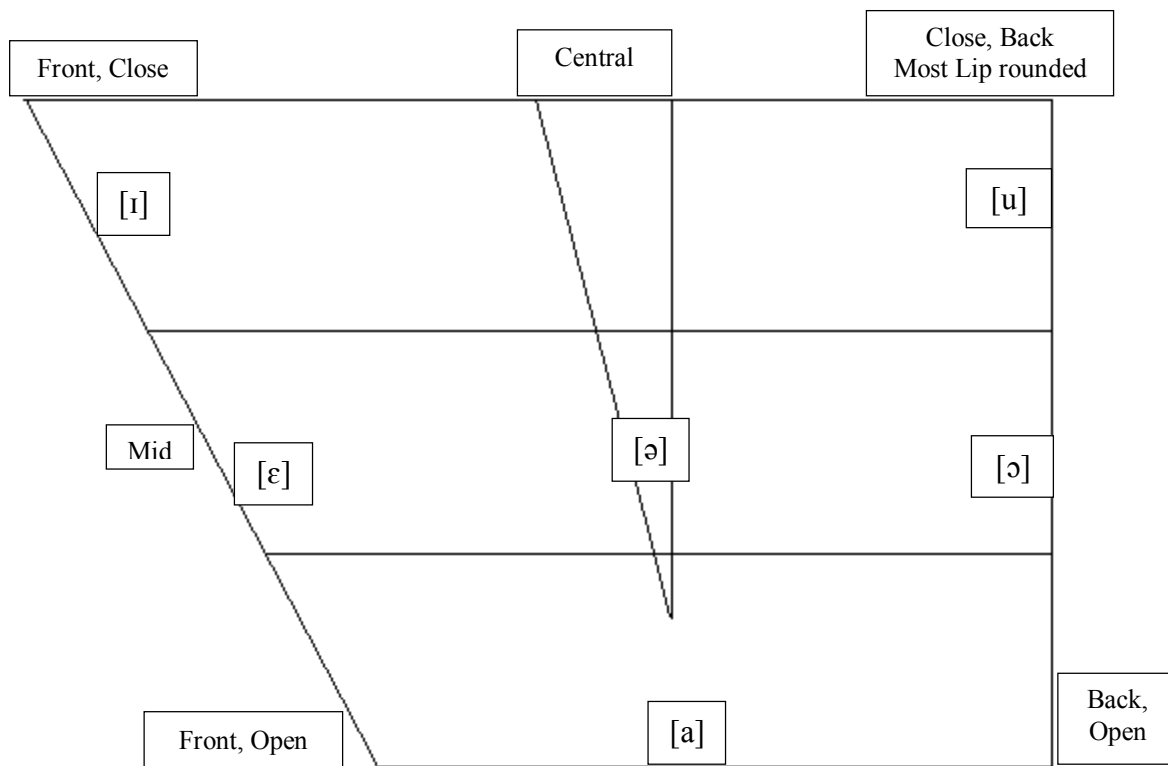 Front, Close
Central
Close, Back
Most Lip rounded
[ɪ]
[u]
Mid
[ɛ]
[ə]
[ɔ]
Front, Open
[a]
Back,
Open